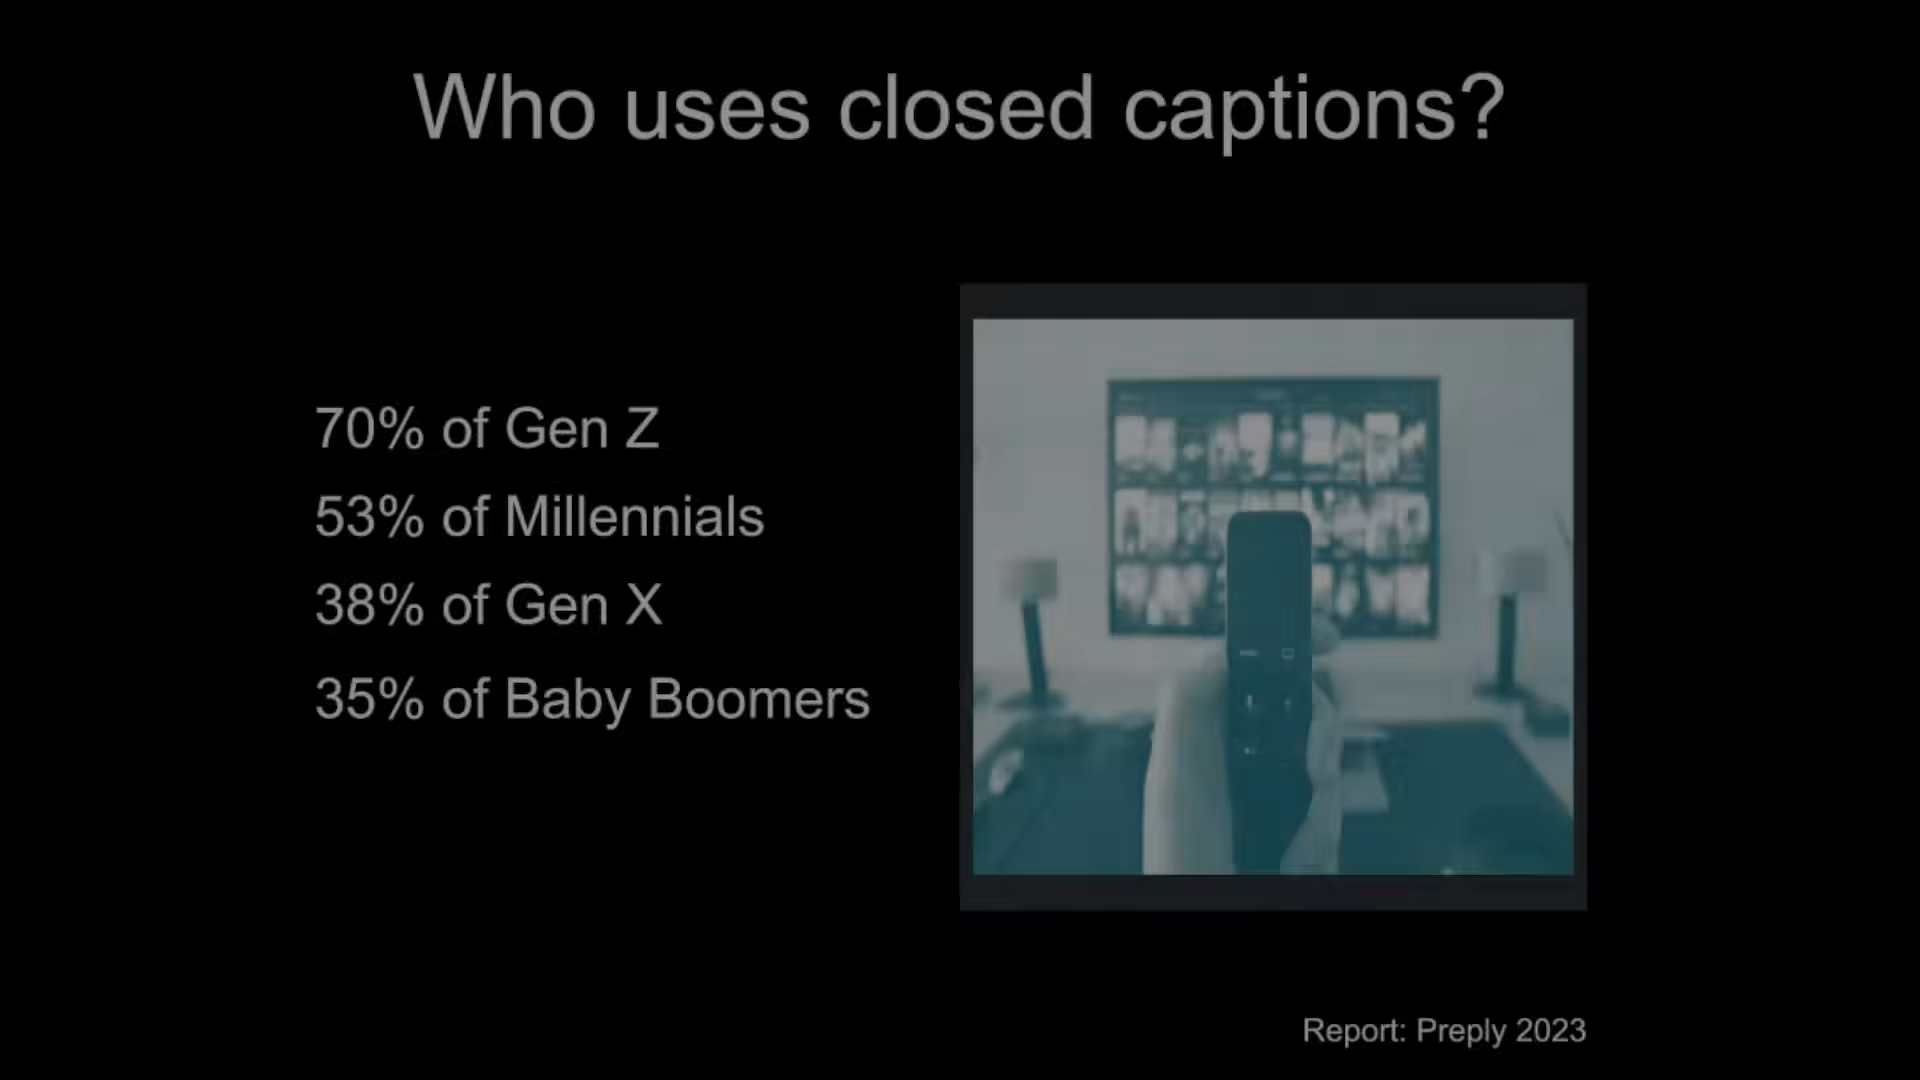 Who uses closed captions?
70% of Gen Z
53% of Millennials
38% of Gen X
35% of Baby Boomers
Report: Preply 2023